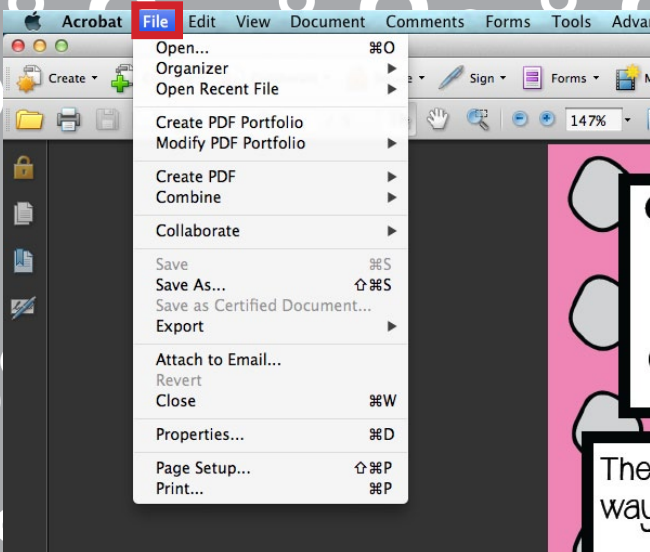 Acrobat File Edit View Document Comments Forms Tools
Create Sign Forms
147%
Open... ⌘O
Organizer
Open Recent File
Create PDF Portfolio
Modify PDF Portfolio
Create PDF
Combine
Collaborate
Save ⌘S
Save As... ⇧⌘S
Save as Certified Document...
Export
Attach to Email...
Revert
Close ⌘W
Properties... ⌘D
Page Setup... ⇧⌘P
Print... ⌘P
The
way